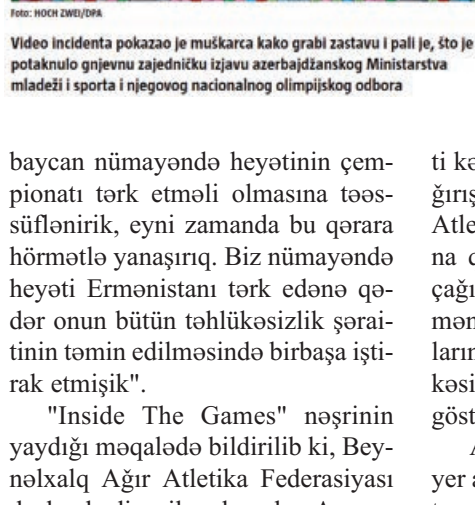 Foto: HOCH ZWEI/DPA
Video incidenta pokazao je muškarca kako grabi zastavu i pali je, što je
potaknulo gnjevnu zajedničku izjavu azerbajdžanskog Ministarstva
mladeži i sporta i njegovog nacionalnog olimpijskog odbora
baycan nümayəndə heyətinin çem-
pionatı tərk etməli olmasına təəs-
süflənirik, eyni zamanda bu qərara
hörmətlə yanaşırıq. Biz nümayəndə
heyəti Ermənistanı tərk edənə qə-
dər onun bütün təhlükəsizlik şərai-
tinin təmin edilməsində birbaşa işti-
rak etmişik".
"Inside The Games" nəşrinin
yaydığı məqalədə bildirilib ki, Bey-
nəlxalq Ağır Atletika Federasiyası